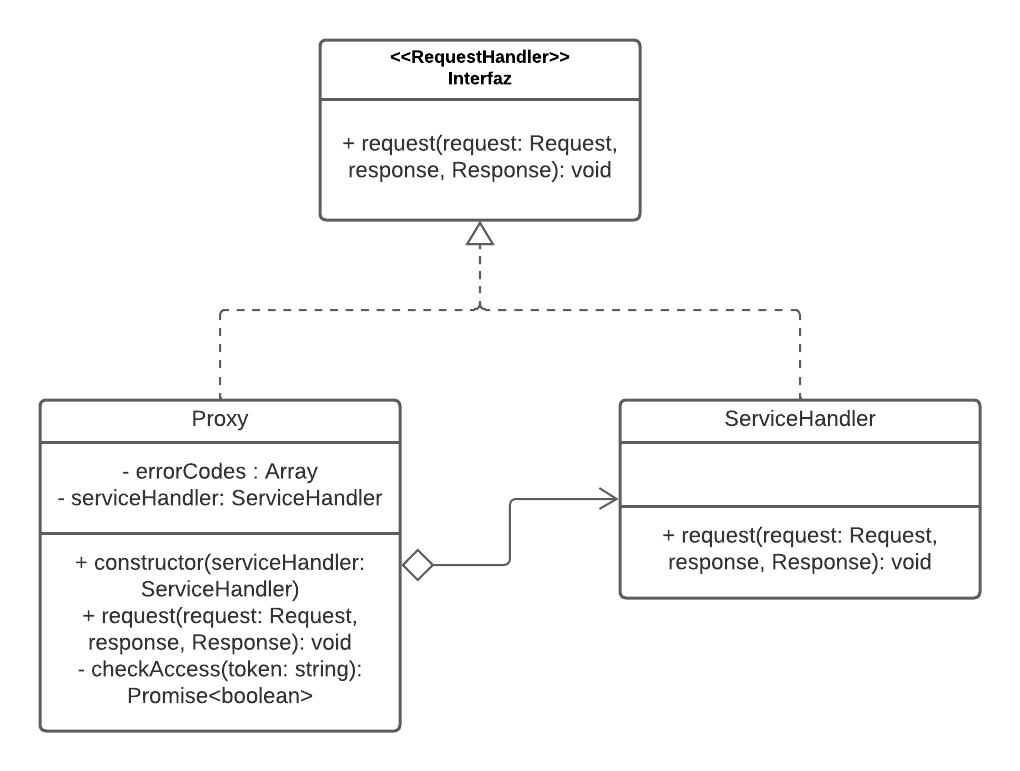 <<RequestHandler>>
Interfaz
+ request(request: Request,
response, Response): void
Proxy
- errorCodes : Array
- serviceHandler: ServiceHandler
+ constructor(serviceHandler:
ServiceHandler)
+ request(request: Request,
response, Response): void
- checkAccess(token: string):
Promise<boolean>
ServiceHandler
+ request(request: Request,
response, Response): void